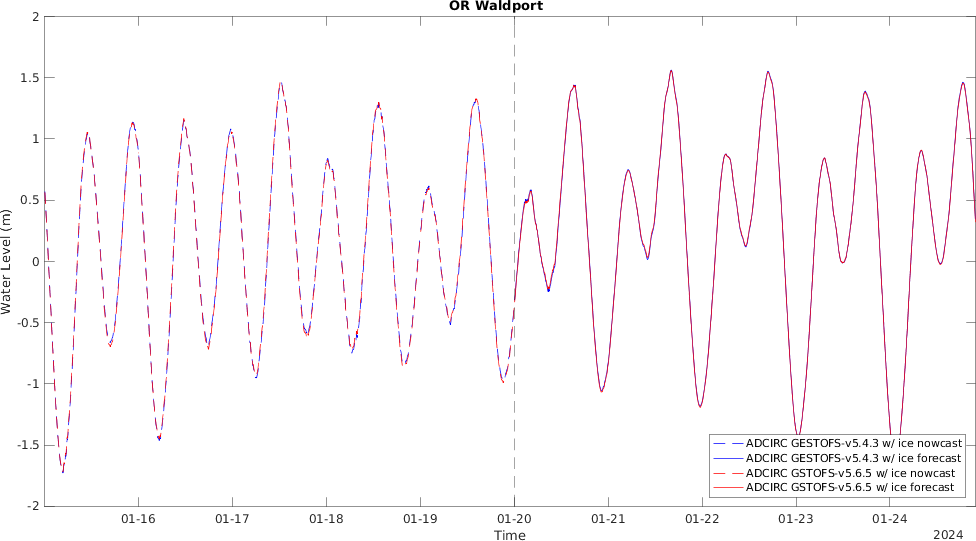 OR Waldport
2
1.5
1
0.5
0
-0.5
-1
-1.5
-2
Water Level (m)
01-16 01-17 01-18 01-19 01-20 01-21 01-22 01-23 01-24
Time
2024
ADCIRC GESTOFS-v5.4.3 w/ ice nowcast
ADCIRC GESTOFS-v5.4.3 w/ ice forecast
ADCIRC GSTOFS-v5.6.5 w/ ice nowcast
ADCIRC GSTOFS-v5.6.5 w/ ice forecast